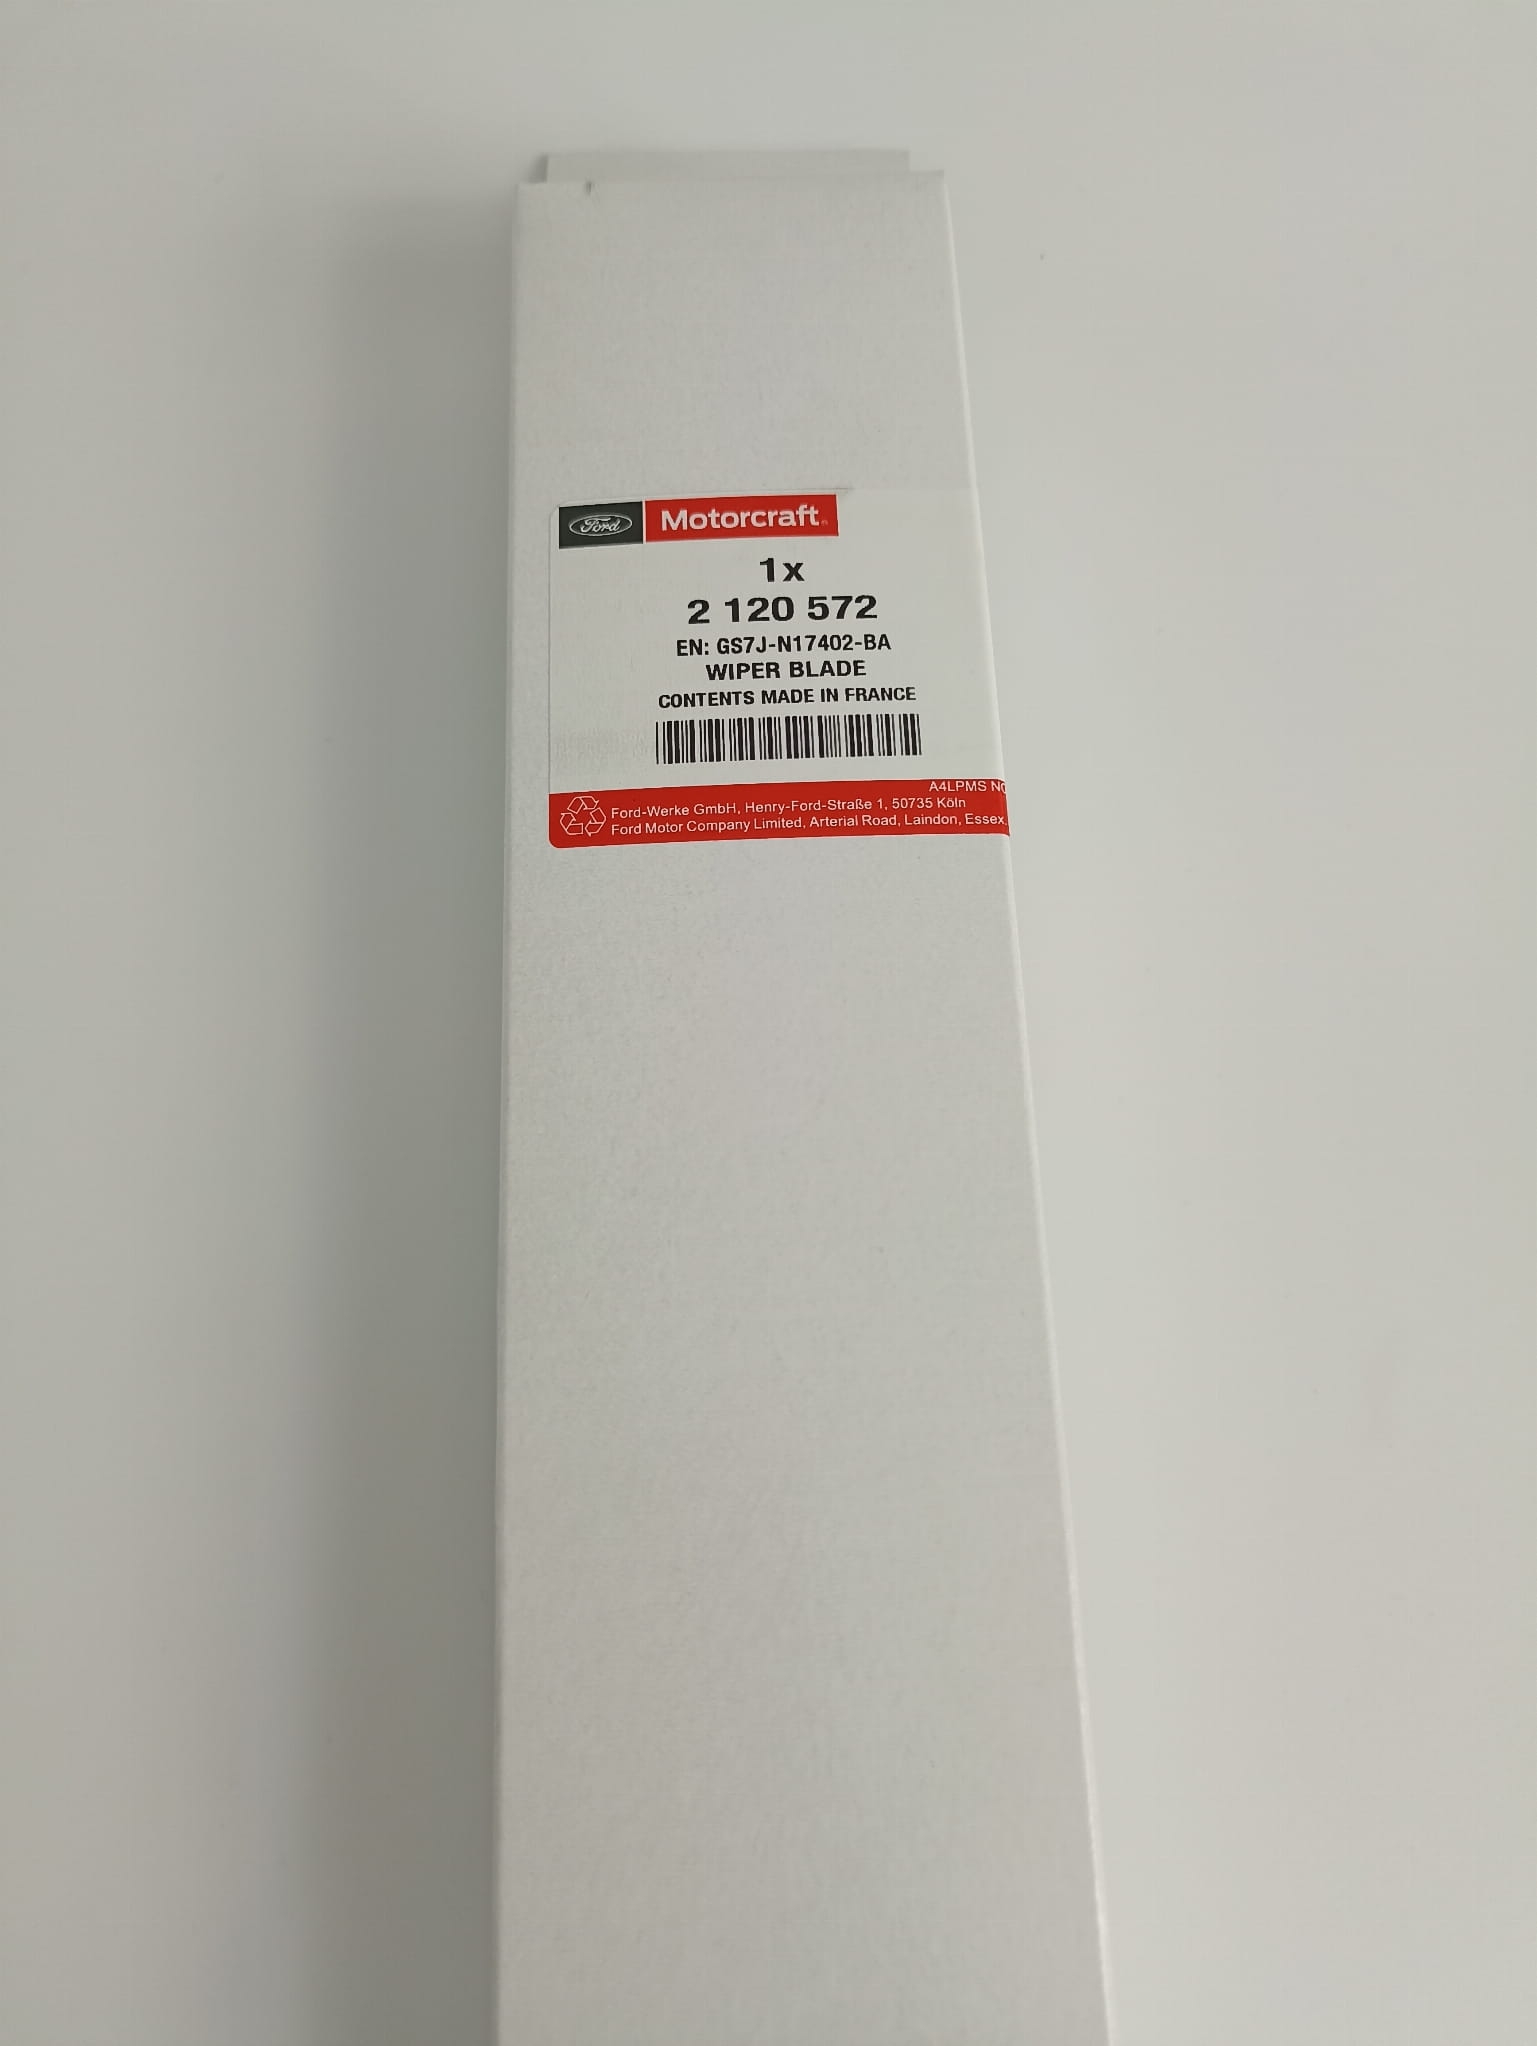 Ford Motorcraft
1x
2 120 572
EN: GS7J-N17402-BA
WIPER BLADE
CONTENTS MADE IN FRANCE
A4LPMS
Ford-Werke GmbH, Henry-Ford-Straße 1, 50735 Köln
Ford Motor Company Limited, Arterial Road, Laindon, Essex,